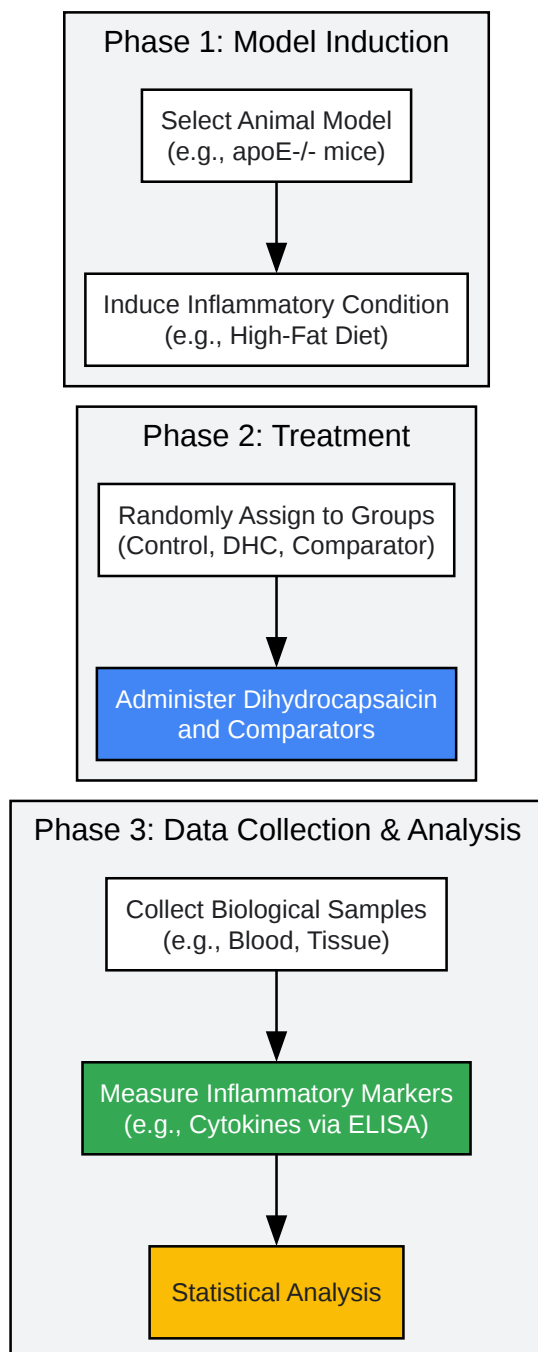 Phase 1: Model Induction
Select Animal Model
(e.g., apoE-/- mice)
Induce Inflammatory Condition
(e.g., High-Fat Diet)
Phase 2: Treatment
Randomly Assign to Groups
(Control, DHC, Comparator)
Administer Dihydrocapsaicin
and Comparators
Phase 3: Data Collection & Analysis
Collect Biological Samples
(e.g., Blood, Tissue)
Measure Inflammatory Markers
(e.g., Cytokines via ELISA)
Statistical Analysis